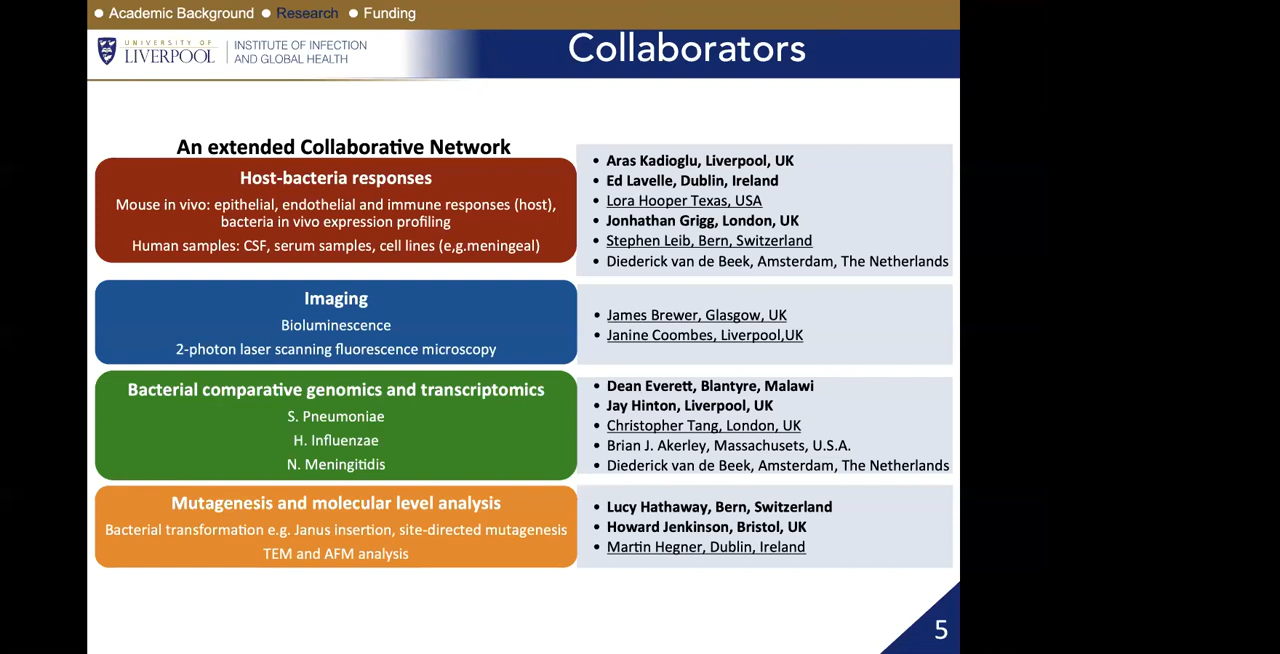 Academic Background Research Funding
UNIVERSITY OF
LIVERPOOL
INSTITUTE OF INFECTION
AND GLOBAL HEALTH
Collaborators
An extended Collaborative Network
Host-bacteria responses
Mouse in vivo: epithelial, endothelial and immune responses (host),
bacteria in vivo expression profiling
Human samples: CSF, serum samples, cell lines (e,g.meningeal)
• Aras Kadioglu, Liverpool, UK
• Ed Lavelle, Dublin, Ireland
• Lora Hooper Texas, USA
• Jonhathan Grigg, London, UK
• Stephen Leib, Bern, Switzerland
• Diederick van de Beek, Amsterdam, The Netherlands
Imaging
Bioluminescence
2-photon laser scanning fluorescence microscopy
• James Brewer, Glasgow, UK
• Janine Coombes, Liverpool,UK
Bacterial comparative genomics and transcriptomics
S. Pneumoniae
H. Influenzae
N. Meningitidis
• Dean Everett, Blantyre, Malawi
• Jay Hinton, Liverpool, UK
• Christopher Tang, London, UK
• Brian J. Akerley, Massachusets, U.S.A.
• Diederick van de Beek, Amsterdam, The Netherlands
Mutagenesis and molecular level analysis
Bacterial transformation e.g. Janus insertion, site-directed mutagenesis
TEM and AFM analysis
• Lucy Hathaway, Bern, Switzerland
• Howard Jenkinson, Bristol, UK
• Martin Hegner, Dublin, Ireland
5